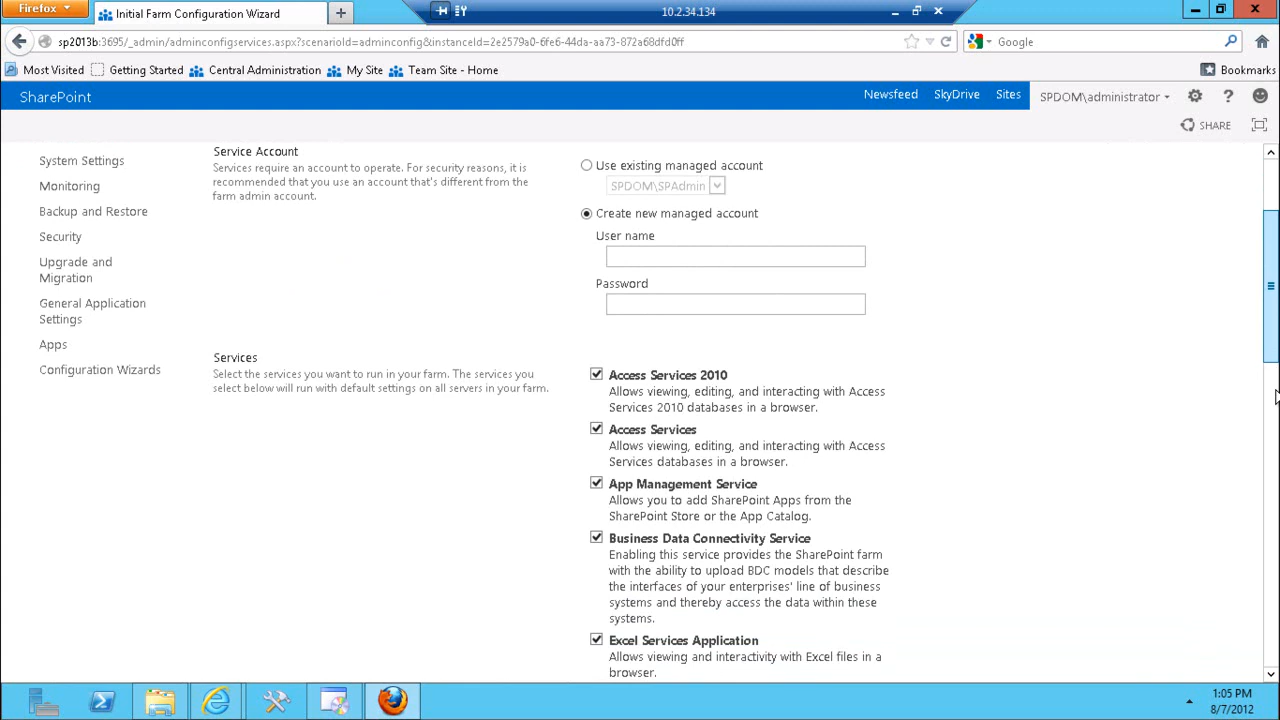 Firefox
Initial Farm Configuration Wizard
10.2.34.134
sp2013b:3695/_admin/adminconfigservices.aspx?scenarioId=adminconfig&instanceId=2e2579a0-6fe6-44da-aa73-872a68dfd0ff
Google
Most Visited
Getting Started
Central Administration
My Site
Team Site - Home
Bookmarks
SharePoint
Newsfeed
SkyDrive
Sites
SPDOM\administrator
SHARE
System Settings
Monitoring
Backup and Restore
Security
Upgrade and
Migration
General Application
Settings
Apps
Configuration Wizards
Service Account
Services require an account to operate. For security reasons, it is
recommended that you use an account that's different from the
farm admin account.
Use existing managed account
SPDOM\SPAdmin
Create new managed account
User name
Password
Services
Select the services you want to run in your farm. The services you
select below will run with default settings on all servers in your farm.
Access Services 2010
Allows viewing, editing, and interacting with Access
Services 2010 databases in a browser.
Access Services
Allows viewing, editing, and interacting with Access
Services databases in a browser.
App Management Service
Allows you to add SharePoint Apps from the
SharePoint Store or the App Catalog.
Business Data Connectivity Service
Enabling this service provides the SharePoint farm
with the ability to upload BDC models that describe
the interfaces of your enterprises' line of business
systems and thereby access the data within these
systems.
Excel Services Application
Allows viewing and interactivity with Excel files in a
browser.
1:05 PM
8/7/2012